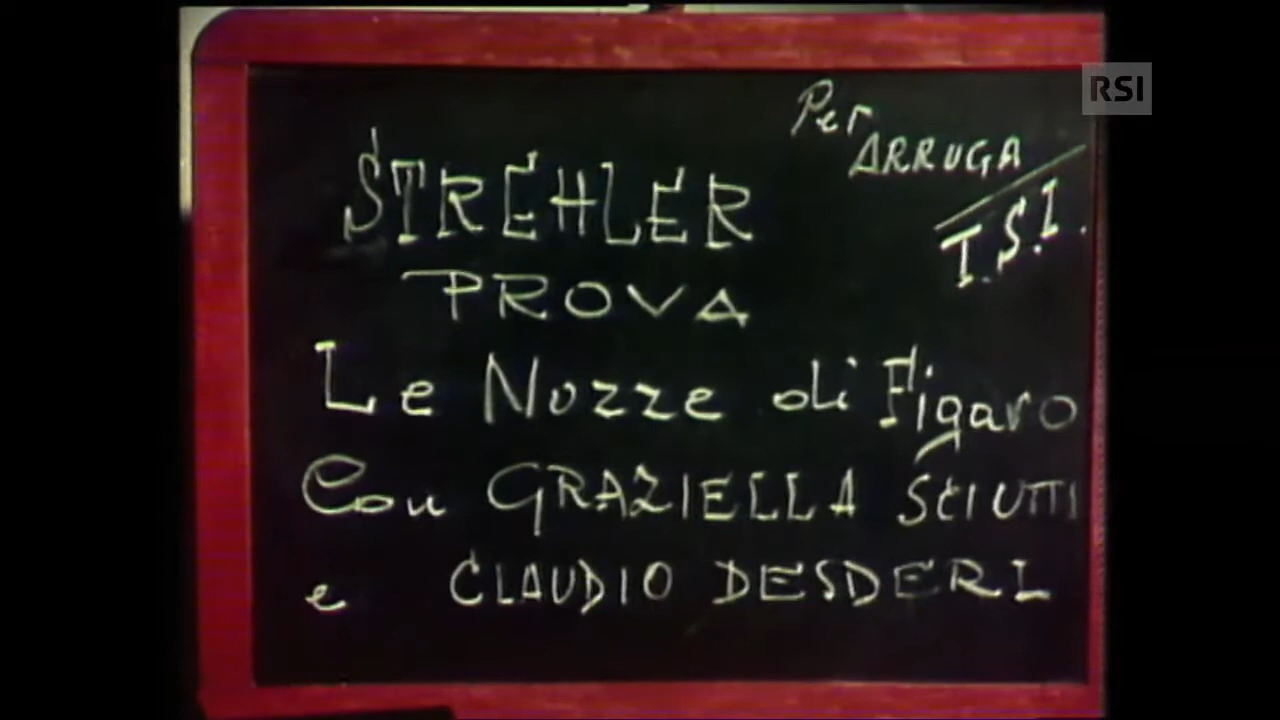 RSI
Per
ARRUGA
T.S.I.
STREHLER
PROVA
Le Nozze di Figaro
Con GRAZIELLA SCIUTTI
e CLAUDIO DESDERI